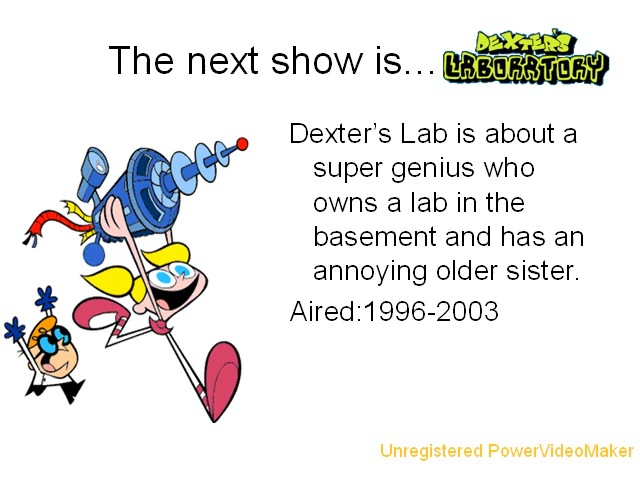 The next show is...
DEXTER'S
LABORATORY
Dexter's Lab is about a
super genius who
owns a lab in the
basement and has an
annoying older sister.
Aired:1996-2003
Unregistered PowerVideoMaker